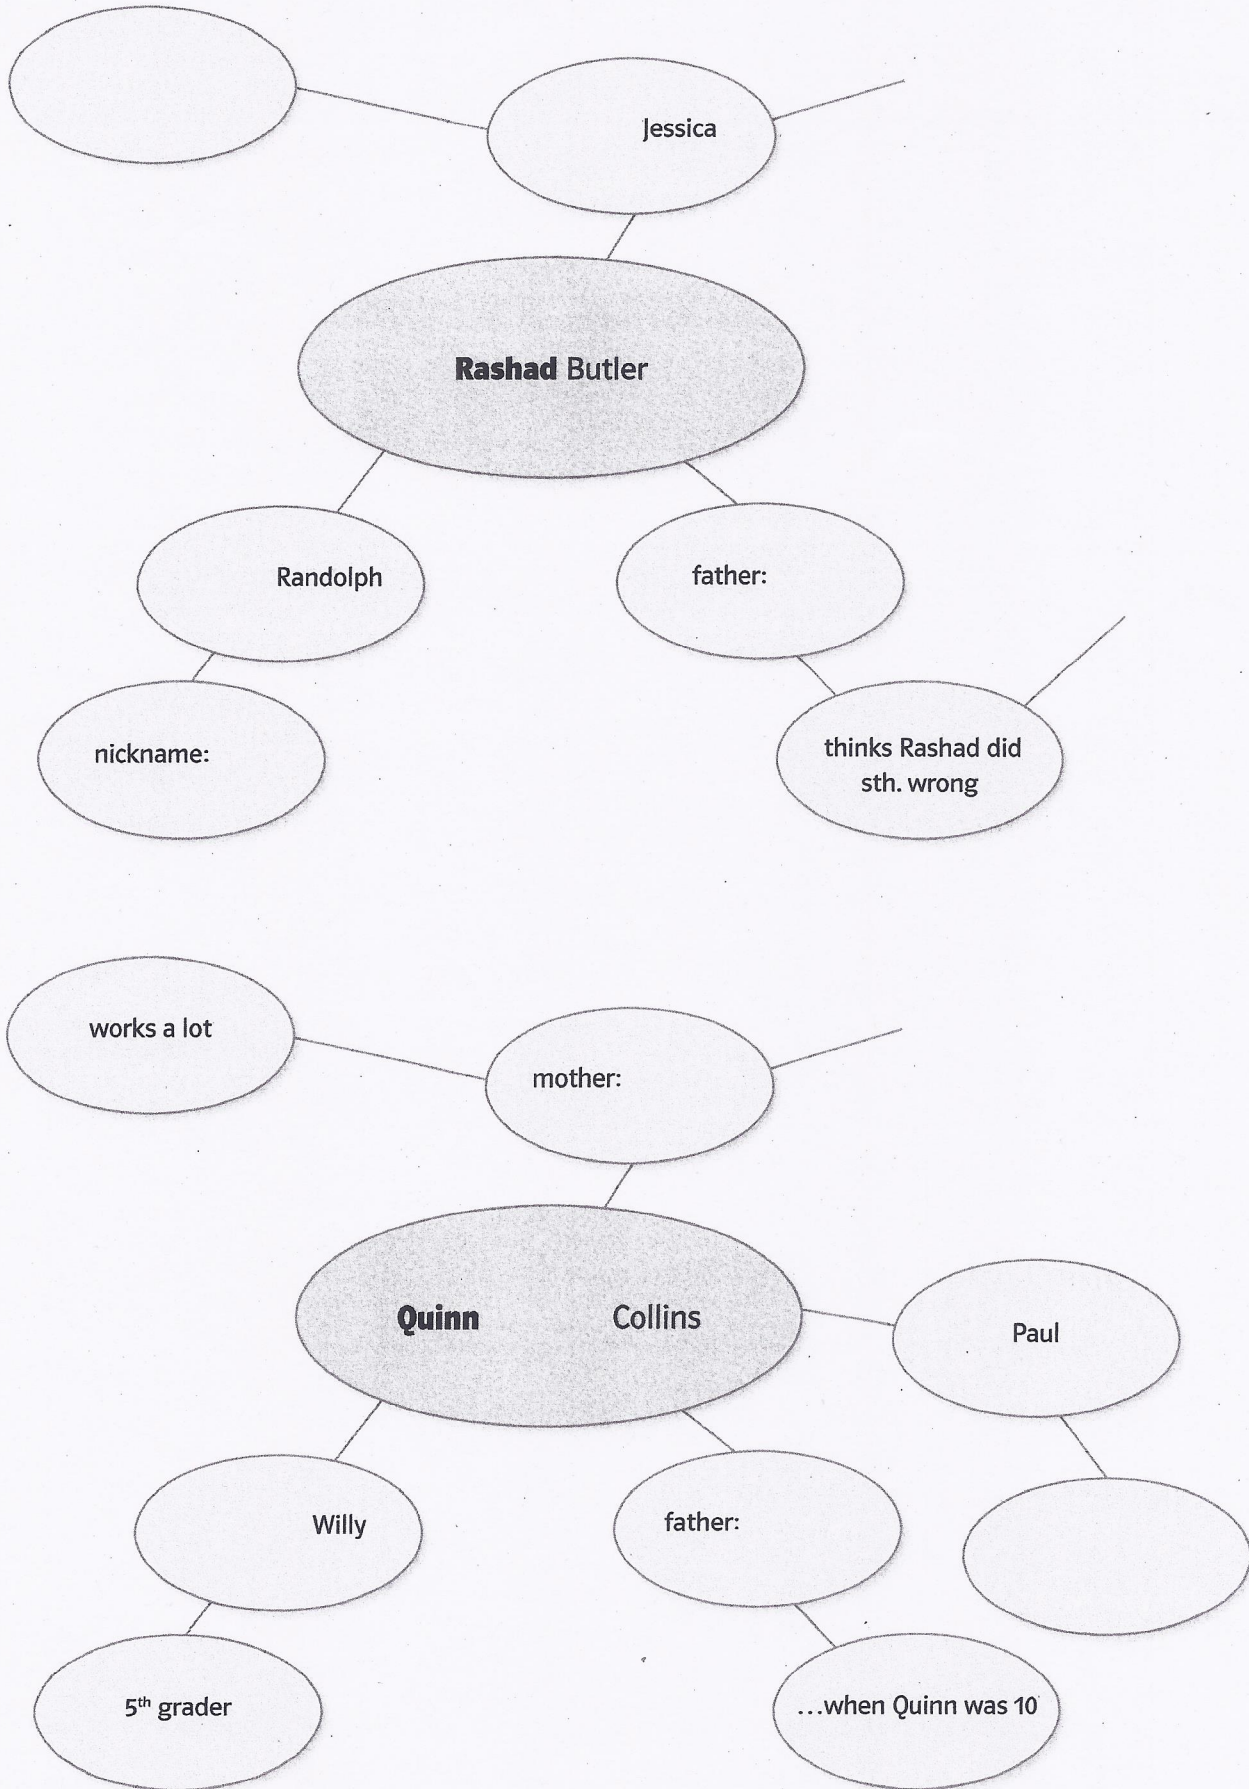 Jessica
Rashad Butler
Randolph
father:
nickname:
thinks Rashad did
sth. wrong
works a lot
mother:
Quinn Collins
Paul
Willy
father:
5th grader
...when Quinn was 10